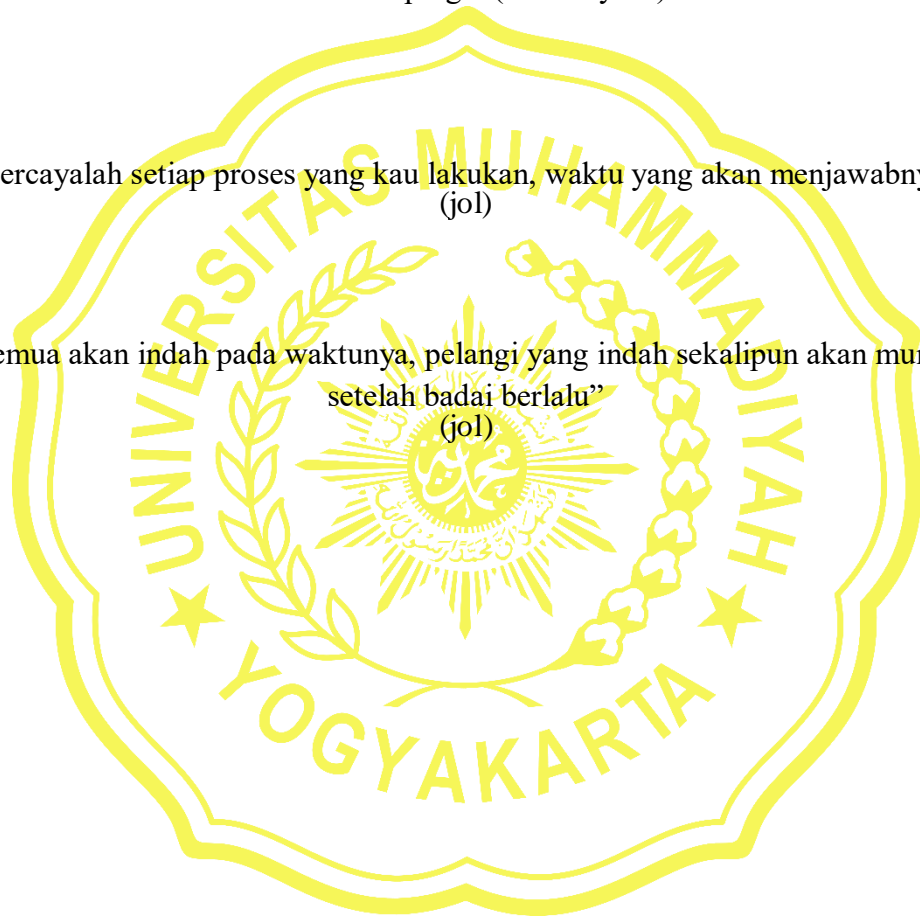 ercayalah setiap proses yang kau lakukan, waktu yang akan menjawabny
(jol)
emua akan indah pada waktunya, pelangi yang indah sekalipun akan mun
setelah badai berlalu”
(jol)
UNIVERSITAS MUHAMMADIYAH
YOGYAKARTA